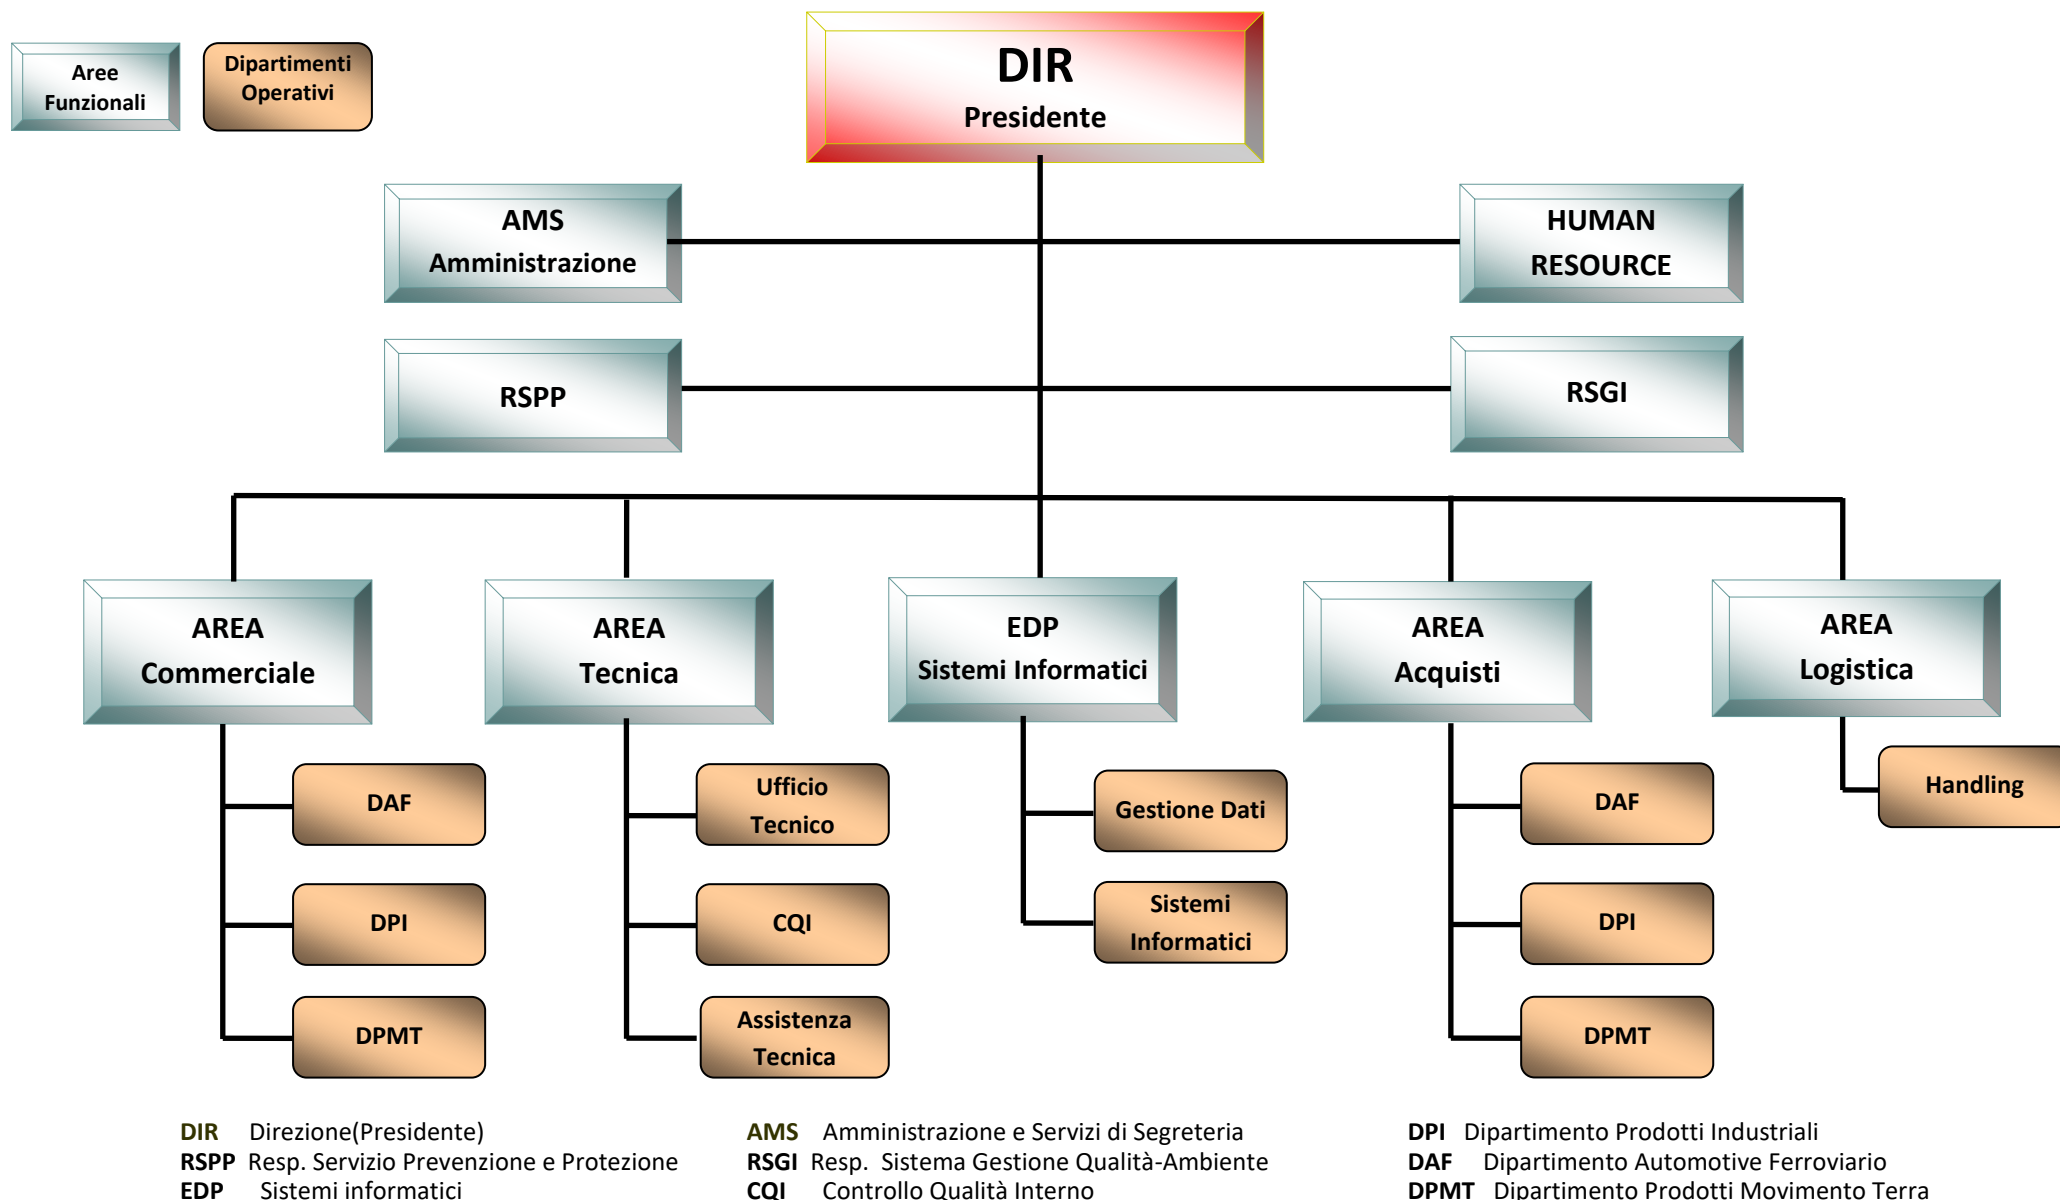 Aree
Funzionali
Dipartimenti
Operativi
DIR
Presidente
AMS
Amministrazione
HUMAN
RESOURCE
RSPP
RSGI
AREA
Commerciale
AREA
Tecnica
EDP
Sistemi Informatici
AREA
Acquisti
AREA
Logistica
DAF
DPI
DPMT
Ufficio
Tecnico
CQI
Assistenza
Tecnica
Gestione Dati
Sistemi
Informatici
DAF
DPI
DPMT
Handling
DIR Direzione(Presidente)
RSPP Resp. Servizio Prevenzione e Protezione
EDP Sistemi informatici
AMS Amministrazione e Servizi di Segreteria
RSGI Resp. Sistema Gestione Qualità-Ambiente
CQI Controllo Qualità Interno
DPI Dipartimento Prodotti Industriali
DAF Dipartimento Automotive Ferroviario
DPMT Dipartimento Prodotti Movimento Terra